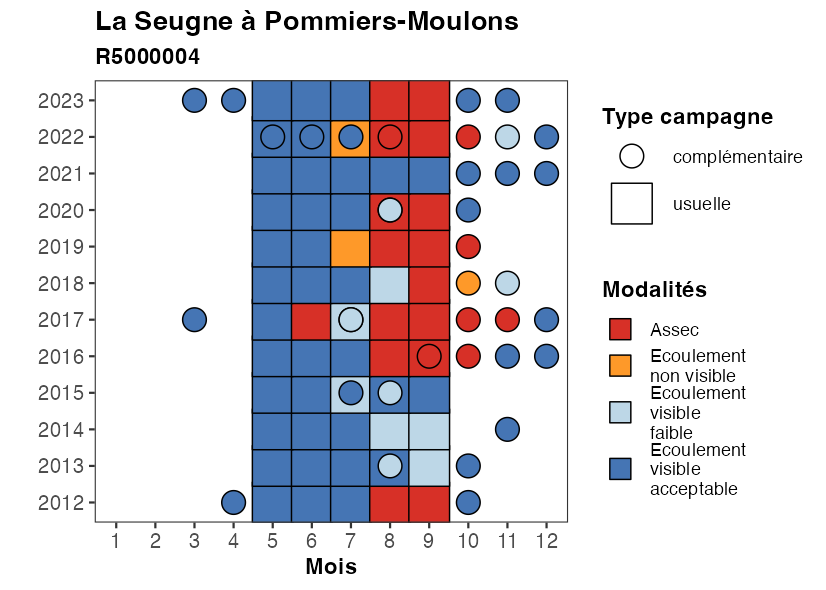 La Seugne à Pommiers-Moulons
R5000004
2023
2022
2021
2020
2019
2018
2017
2016
2015
2014
2013
2012
1 2 3 4 5 6 7 8 9 10 11 12
Mois
Type campagne
complémentaire
usuelle
Modalités
Assec
Ecoulement
non visible
Ecoulement
visible
faible
Ecoulement
visible
acceptable